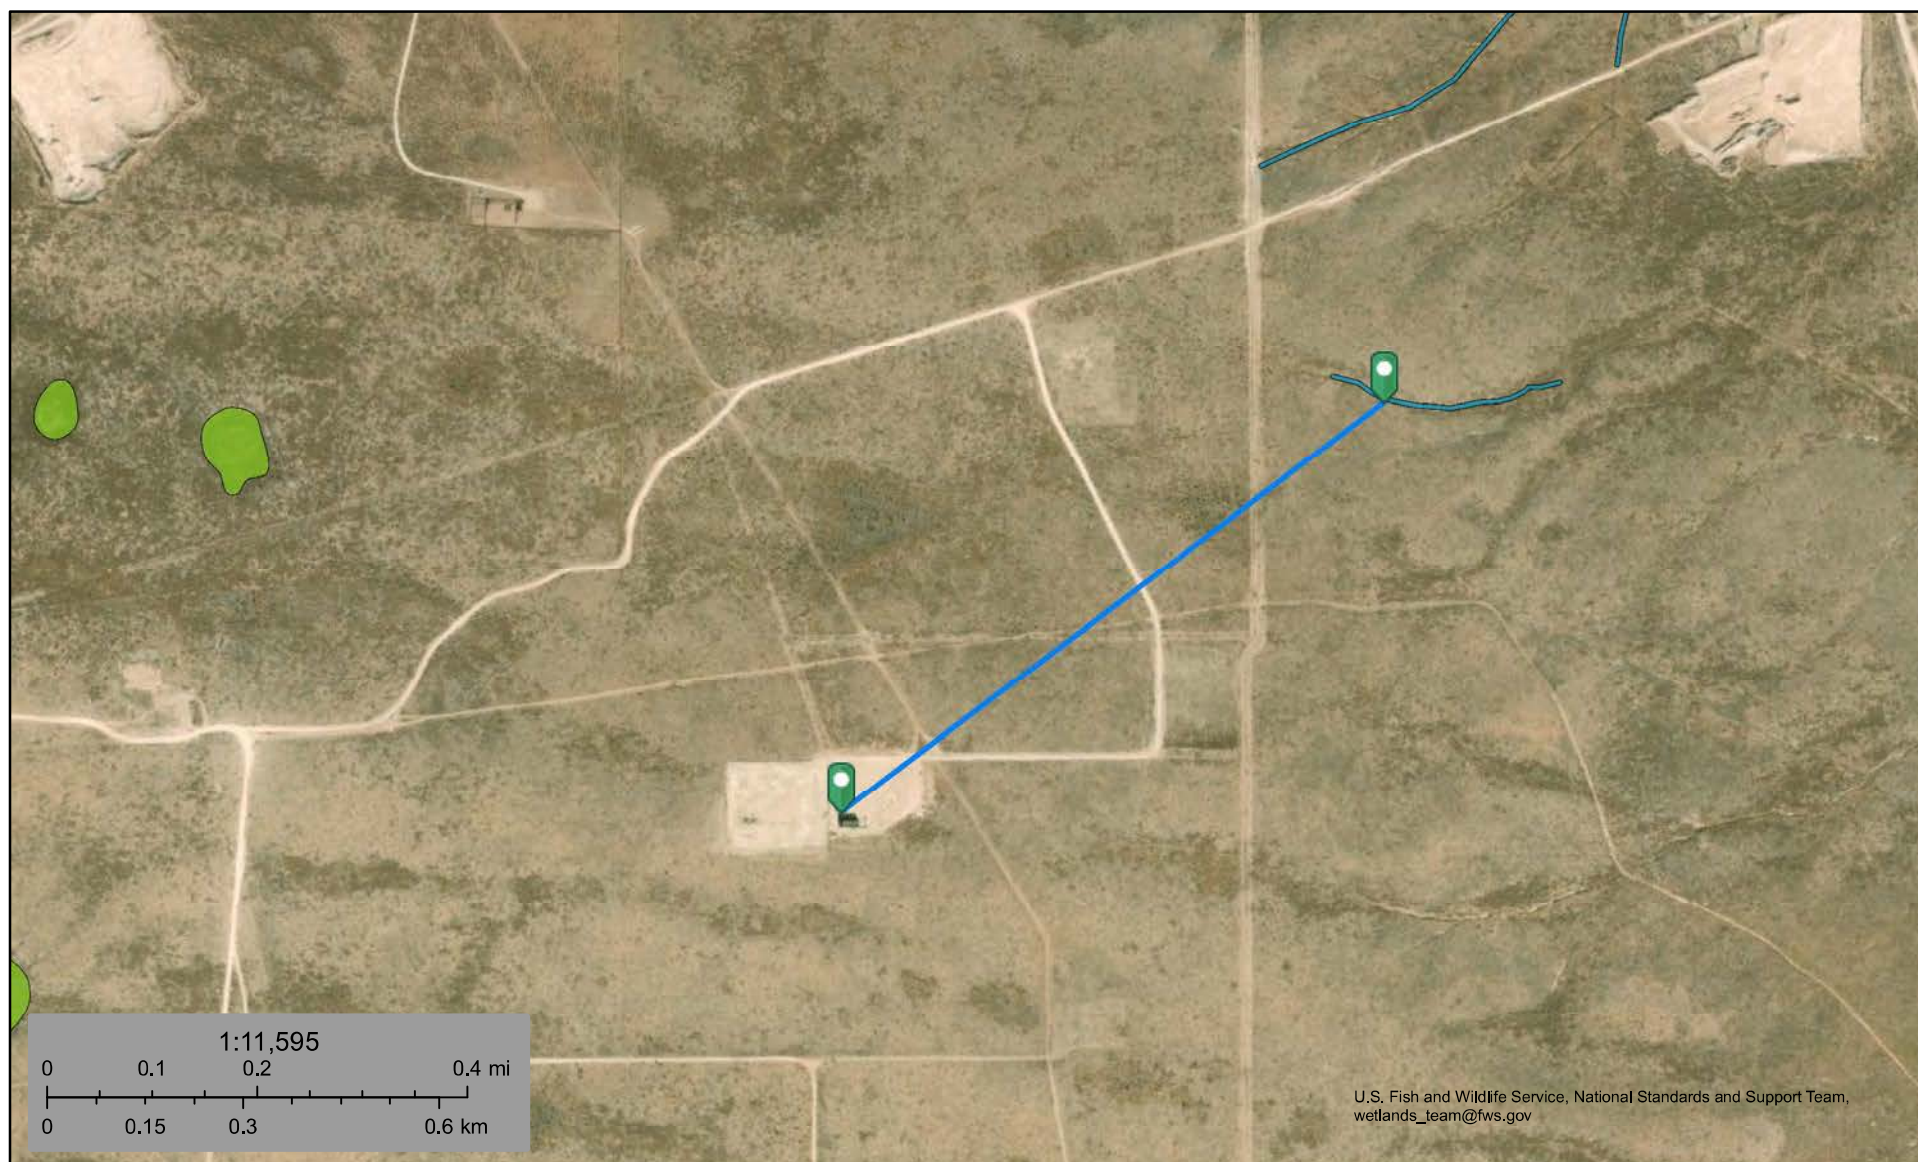 1:11,595
0 0.1 0.2 0.4 mi
0 0.15 0.3 0.6 km
U.S. Fish and Wildlife Service, National Standards and Support Team,
wetlands_team@fws.gov